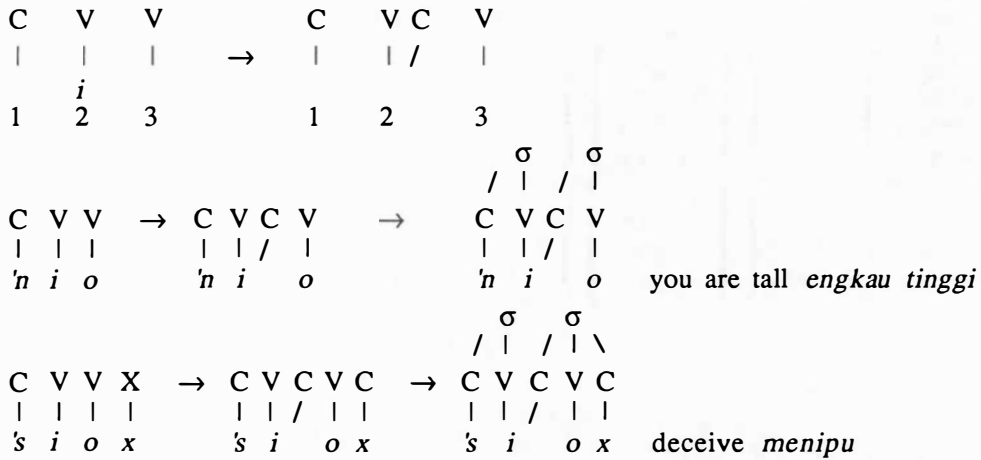 C V V C V C V
| | | → | | / |
i
1 2 3 1 2 3
σ σ
/ | / |
C V V → C V C V → C V C V
| | | | | / | | | / |
'n i o 'n i o 'n i o you are tall engkau tinggi
σ σ
/ | / | \
C V V X → C V C V C → C V C V C
| | | | | | / | | | | / | |
's i o x 's i o x 's i o x deceive menipu